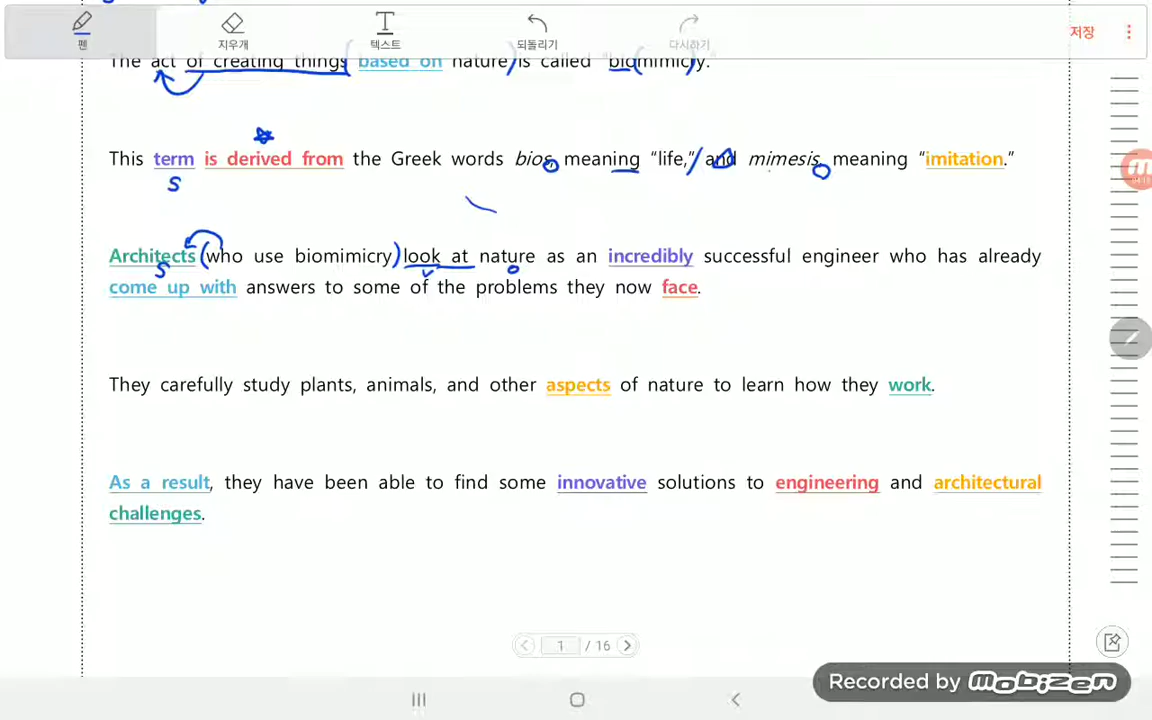 펜
지우개
텍스트
되돌리기
다시하기
저장
The act of creating things based on nature is called "biomimicry."
This term is derived from the Greek words bios, meaning "life," and mimesis, meaning "imitation."
S
Architects who use biomimicry look at nature as an incredibly successful engineer who has already
S v o
come up with answers to some of the problems they now face.
They carefully study plants, animals, and other aspects of nature to learn how they work.
As a result, they have been able to find some innovative solutions to engineering and architectural
challenges.
1 / 16
Recorded by mobizen